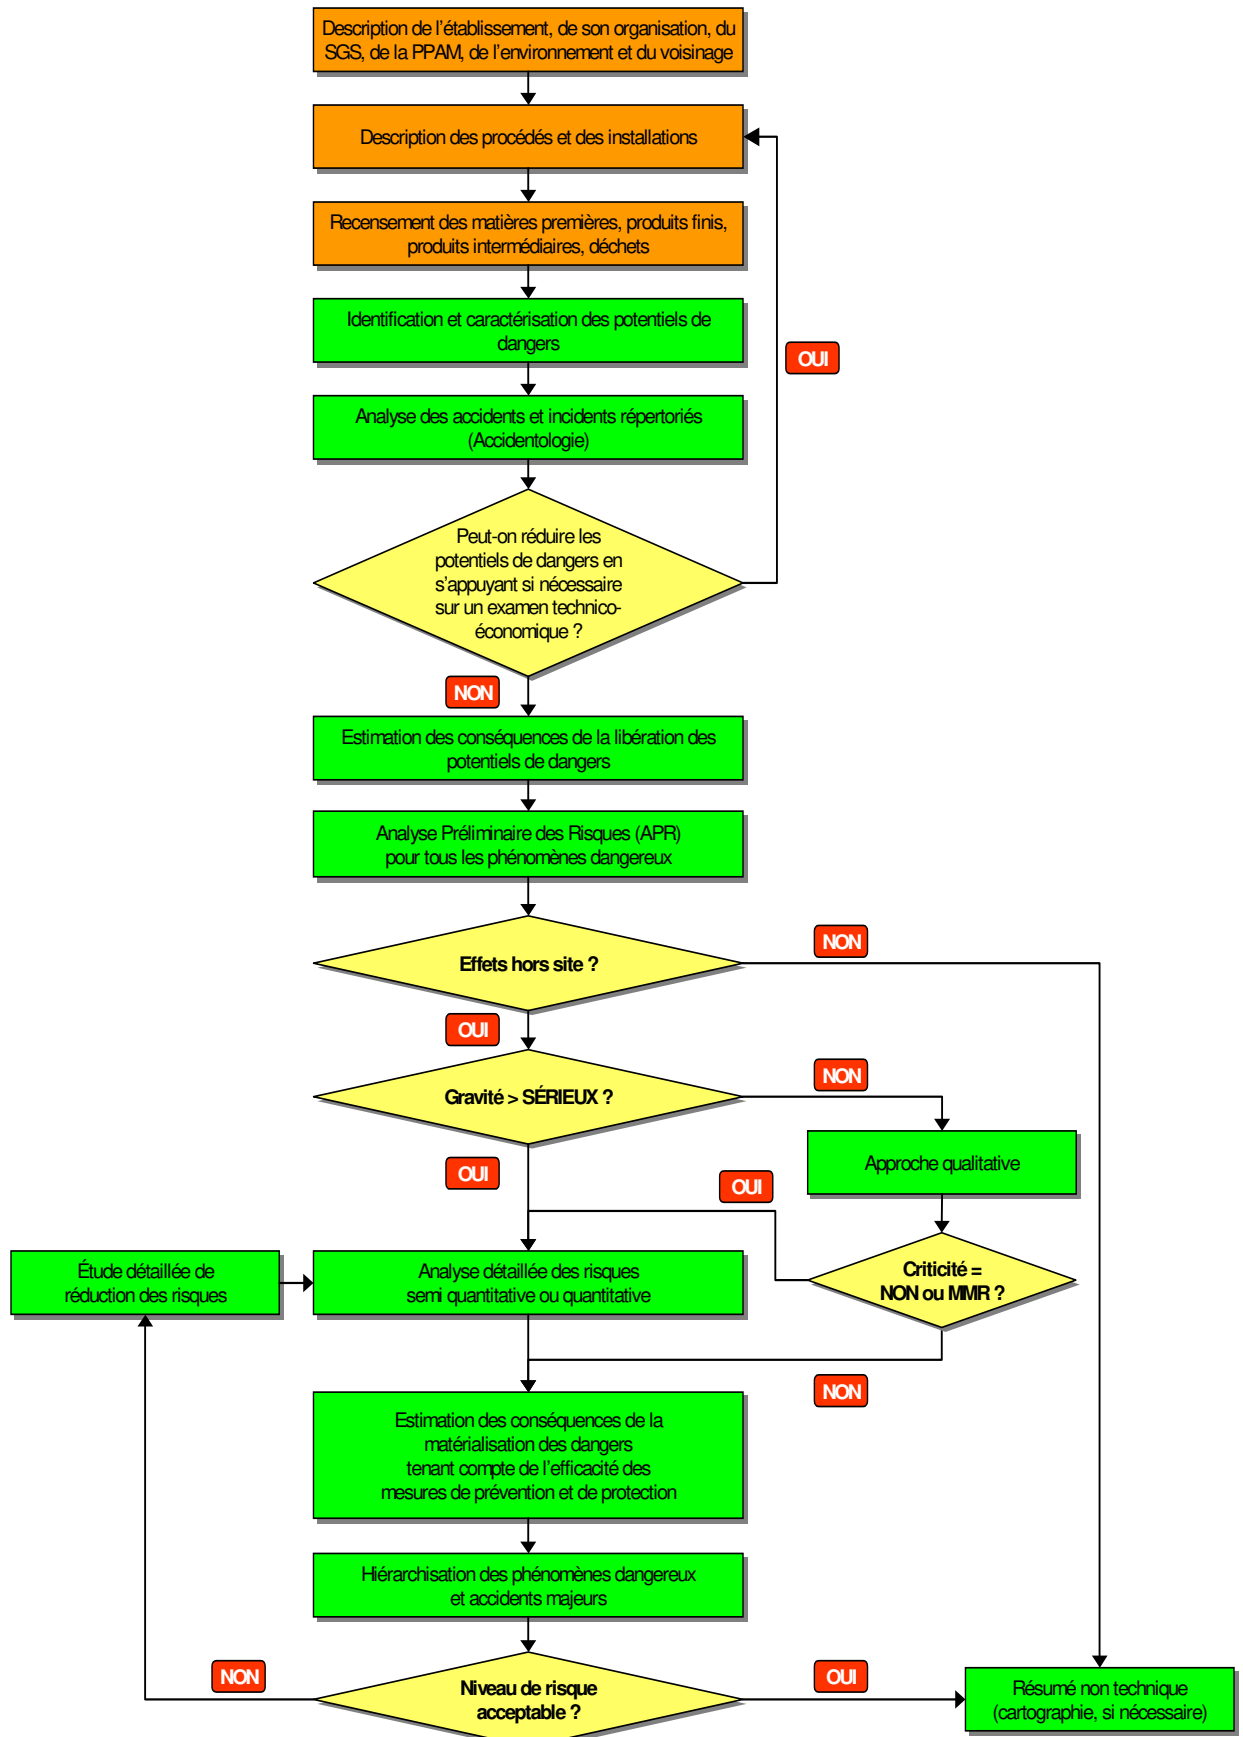 Description de l'établissement, de son organisation, du
SGS, de la PPAM, de l'environnement et du voisinage
Description des procédés et des installations
Recensement des matières premières, produits finis,
produits intermédiaires, déchets
Identification et caractérisation des potentiels de
dangers
OUI
Analyse des accidents et incidents répertoriés
(Accidentologie)
Peut-on réduire les
potentiels de dangers en
s'appuyant si nécessaire
sur un examen technico-
économique ?
NON
Estimation des conséquences de la libération des
potentiels de dangers
Analyse Préliminaire des Risques (APR)
pour tous les phénomènes dangereux
Effets hors site ?
NON
OUI
Gravité > SÉRIEUX ?
NON
Approche qualitative
OUI
OUI
Étude détaillée de
réduction des risques
Analyse détaillée des risques
semi quantitative ou quantitative
Criticité =
NON ou MMR ?
NON
Estimation des conséquences de la
matérialisation des dangers
tenant compte de l'efficacité des
mesures de prévention et de protection
Hiérarchisation des phénomènes dangereux
et accidents majeurs
NON
Niveau de risque
acceptable ?
OUI
Résumé non technique
(cartographie, si nécessaire)